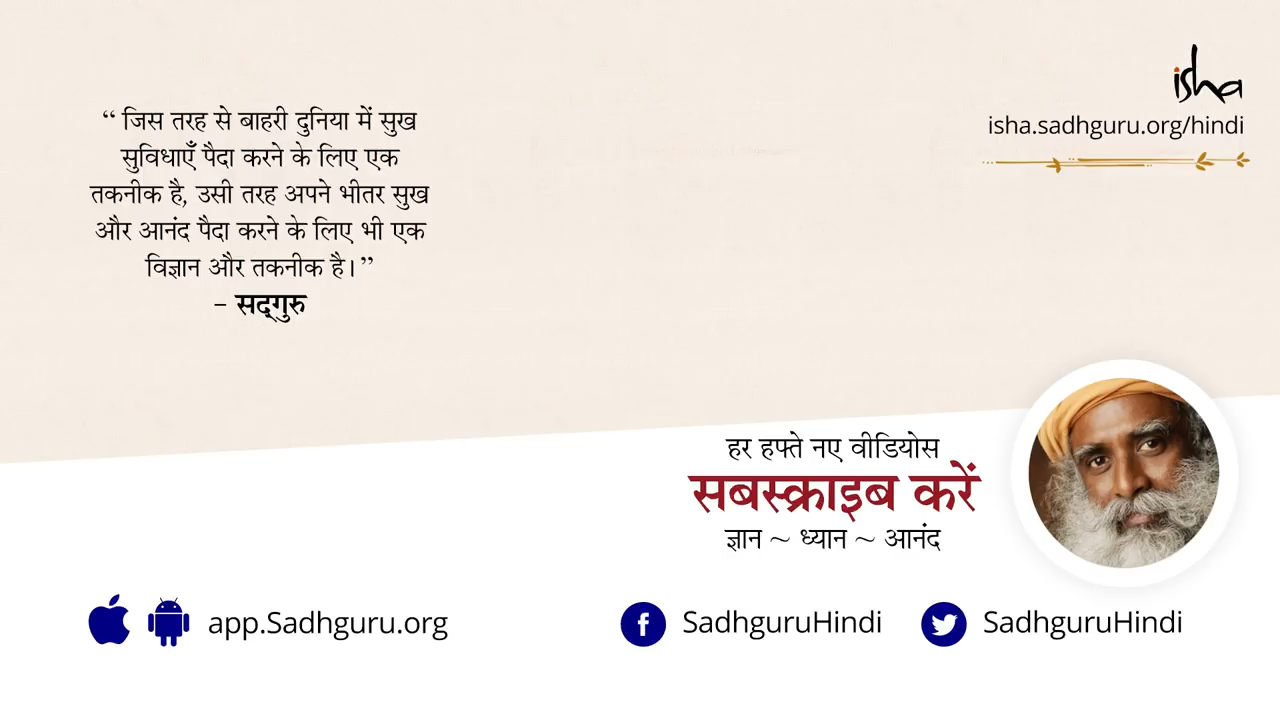 “ जिस तरह से बाहरी दुनिया में सुख
सुविधाएँ पैदा करने के लिए एक
तकनीक है, उसी तरह अपने भीतर सुख
और आनंद पैदा करने के लिए भी एक
विज्ञान और तकनीक है।”
– सद्‌गुरु
isha
isha.sadhguru.org/hindi
हर हफ्ते नए वीडियोस
सबस्क्राइब करें
ज्ञान ~ ध्यान ~ आनंद
app.Sadhguru.org
SadhguruHindi
SadhguruHindi